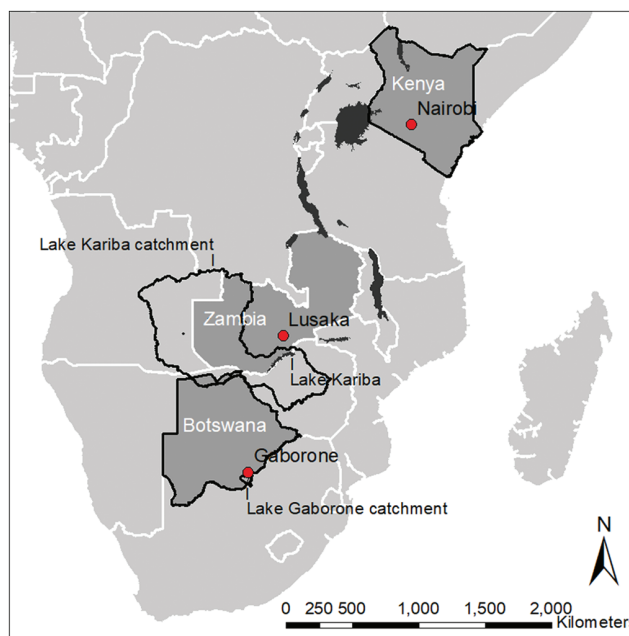 Kenya
Nairobi
Lake Kariba catchment
Zambia
Lusaka
Lake Kariba
Botswana
Gaborone
Lake Gaborone catchment
N
0 250 500 1,000 1,500 2,000
Kilometer